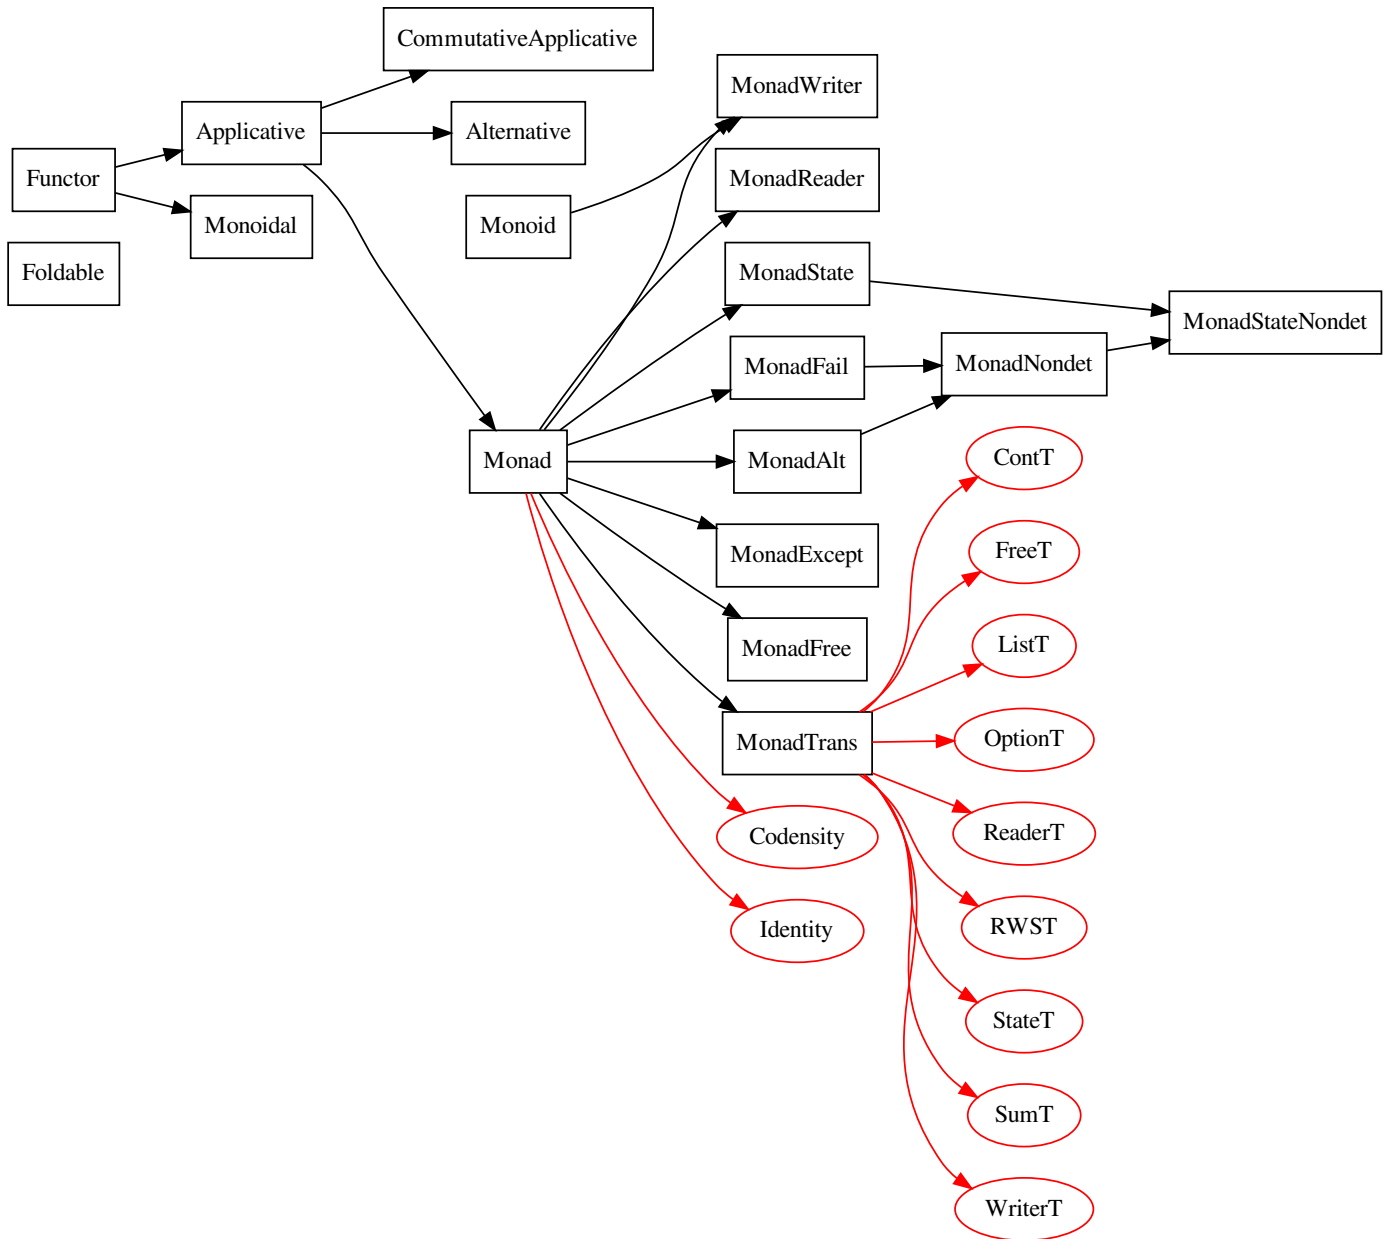 CommutativeApplicative
MonadWriter
Applicative
Alternative
Functor
MonadReader
Monoidal
Monoid
Foldable
MonadState
MonadStateNondet
MonadFail
MonadNondet
Monad
MonadAlt
ContT
MonadExcept
FreeT
MonadFree
ListT
MonadTrans
OptionT
Codensity
ReaderT
Identity
RWST
StateT
SumT
WriterT